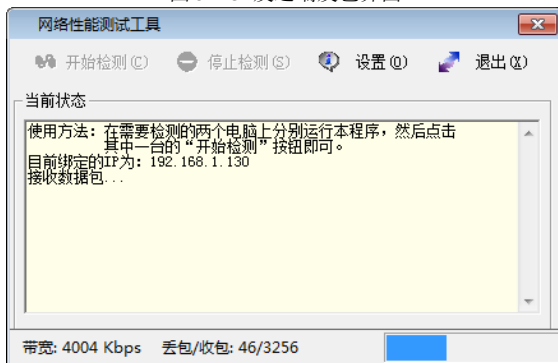 网络性能测试工具
开始检测(C) 停止检测(S) 设置(O) 退出(X)
当前状态
使用方法：在需要检测的两个电脑上分别运行本程序，然后点击
其中一台的“开始检测”按钮即可。
目前绑定的IP为：192.168.1.130
接收数据包...
带宽: 4004 Kbps 丢包/收包: 46/3256